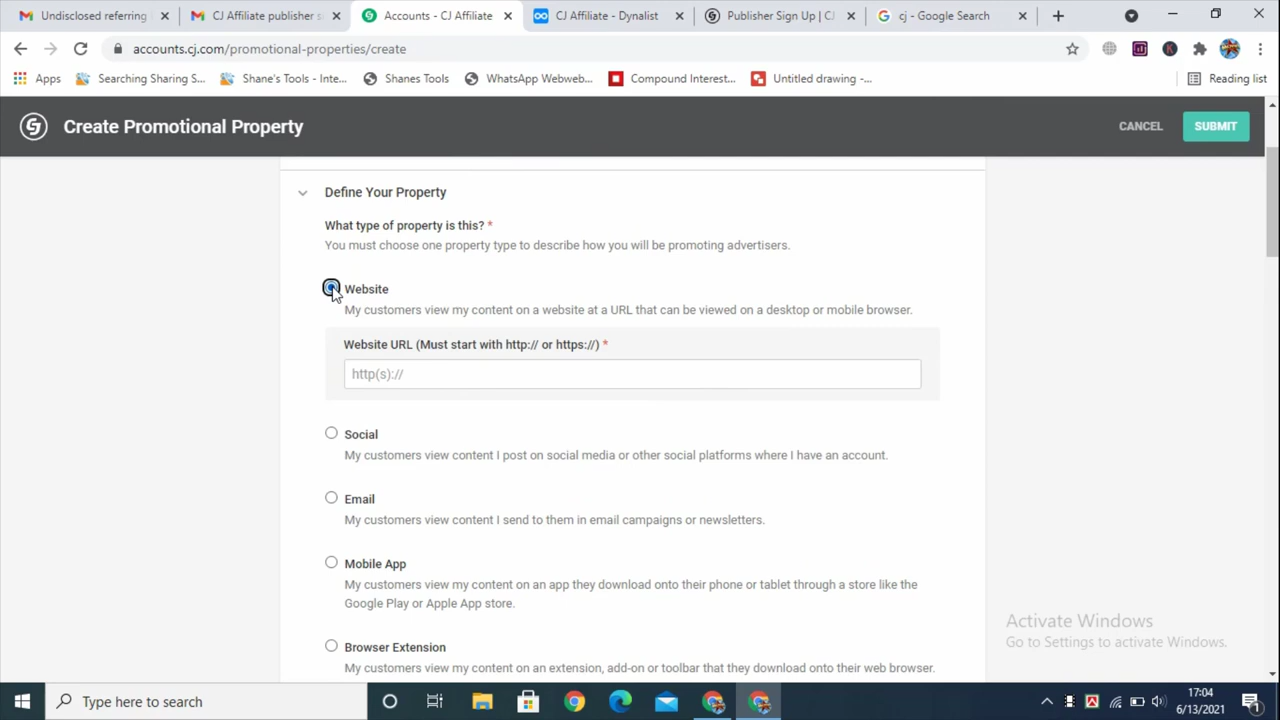 Undisclosed referring
CJ Affiliate publisher s
Accounts - CJ Affiliate
CJ Affiliate - Dynalist
Publisher Sign Up | CJ
cj - Google Search
accounts.cj.com/promotional-properties/create
Apps
Searching Sharing S...
Shane's Tools - Inte...
Shanes Tools
WhatsApp Webweb...
Compound Interest...
Untitled drawing -...
Reading list
Create Promotional Property
CANCEL
SUBMIT
Define Your Property
What type of property is this? *
You must choose one property type to describe how you will be promoting advertisers.
Website
My customers view my content on a website at a URL that can be viewed on a desktop or mobile browser.
Website URL (Must start with http:// or https://) *
http(s)://
Social
My customers view content I post on social media or other social platforms where I have an account.
Email
My customers view content I send to them in email campaigns or newsletters.
Mobile App
My customers view my content on an app they download onto their phone or tablet through a store like the
Google Play or Apple App store.
Browser Extension
My customers view my content on an extension, add-on or toolbar that they download onto their web browser.
Activate Windows
Go to Settings to activate Windows.
Type here to search
17:04
6/13/2021
1